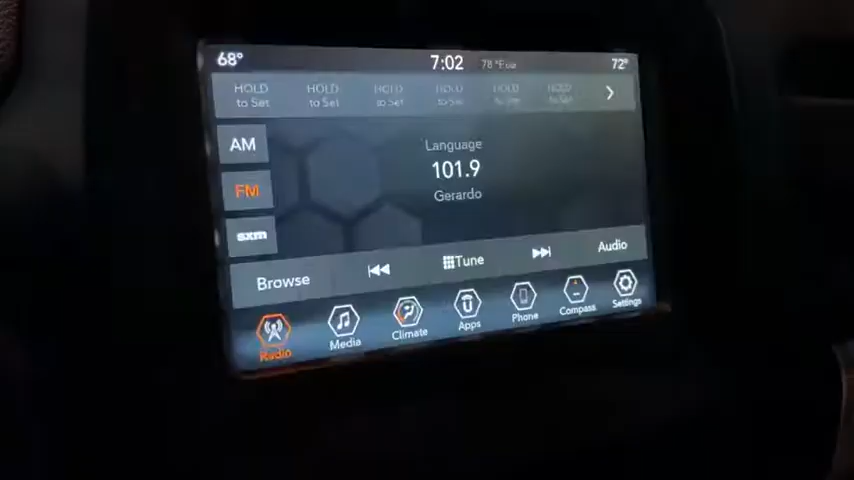 68° 7:02 78 °F out 72°
HOLD HOLD HOLD HOLD HOLD HOLD
to Set to Set to Set to Set to Set to Set
AM
Language
101.9
FM
Gerardo
sxm
Browse Tune Audio
Radio Media Climate Apps Phone Compass Settings